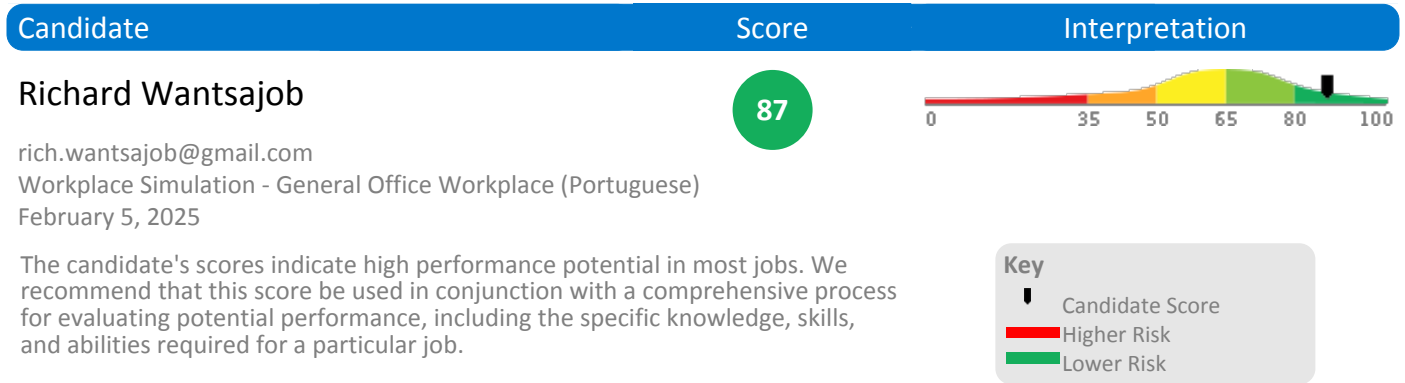 Candidate Score Interpretation
Richard Wantsajob
87
0 35 50 65 80 100
rich.wantsajob@gmail.com
Workplace Simulation - General Office Workplace (Portuguese)
February 5, 2025
The candidate's scores indicate high performance potential in most jobs. We
recommend that this score be used in conjunction with a comprehensive process
for evaluating potential performance, including the specific knowledge, skills,
and abilities required for a particular job.
Key
Candidate Score
Higher Risk
Lower Risk